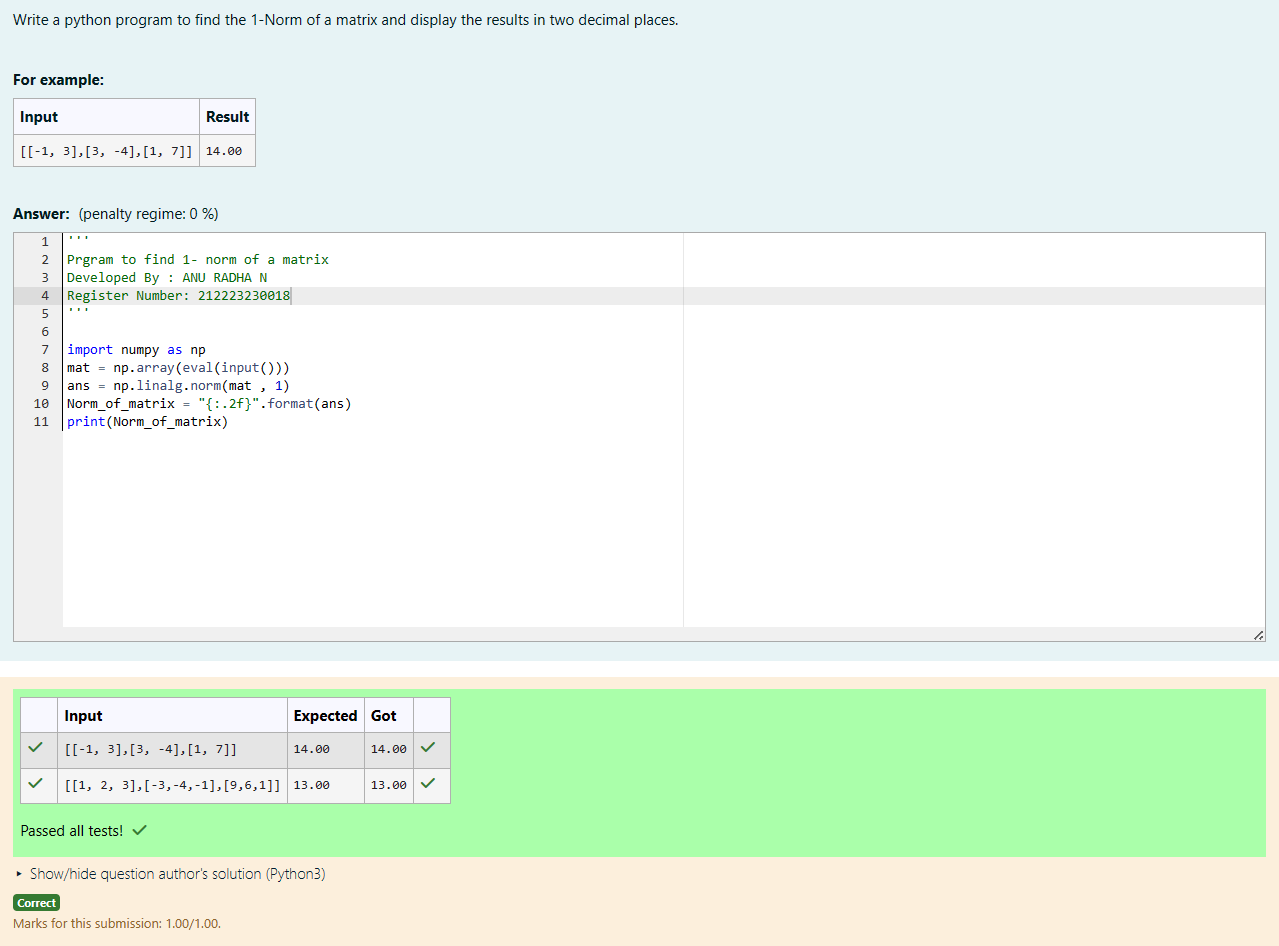 Write a python program to find the 1-Norm of a matrix and display the results in two decimal places.
For example:
Input Result
[[-1, 3],[3, -4],[1, 7]] 14.00
Answer: (penalty regime: 0 %)
1 '''
2 Prgram to find 1- norm of a matrix
3 Developed By : ANU RADHA N
4 Register Number: 212223230018
5 '''
6
7 import numpy as np
8 mat = np.array(eval(input()))
9 ans = np.linalg.norm(mat , 1)
10 Norm_of_matrix = "{:.2f}".format(ans)
11 print(Norm_of_matrix)
Input Expected Got
[[-1, 3],[3, -4],[1, 7]] 14.00 14.00
[[1, 2, 3],[-3,-4,-1],[9,6,1]] 13.00 13.00
Passed all tests!
Show/hide question author's solution (Python3)
Correct
Marks for this submission: 1.00/1.00.